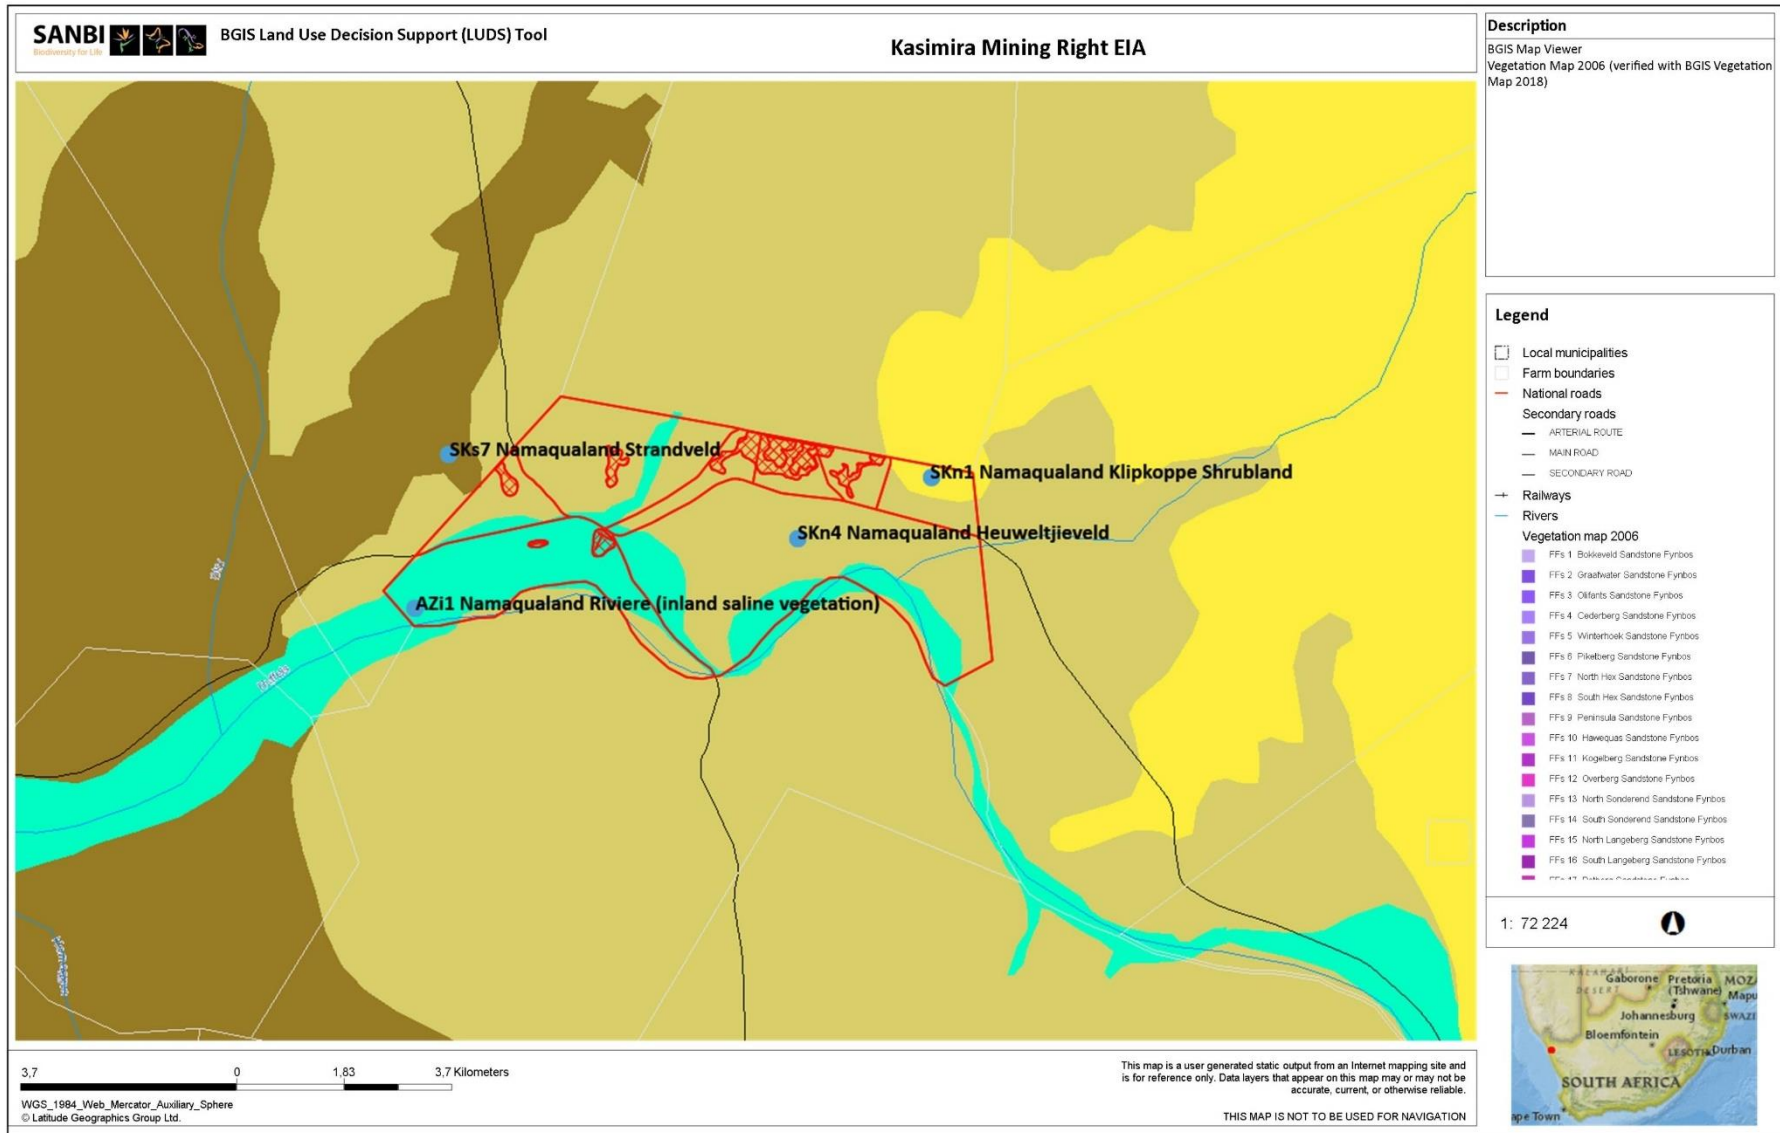 SANBI
Biodiversity for Life
BGIS Land Use Decision Support (LUDS) Tool
Kasimira Mining Right EIA
Description
BGIS Map Viewer
Vegetation Map 2006 (verified with BGIS Vegetation
Map 2018)
SKs7 Namaqualand Strandveld
SKn1 Namaqualand Klipkoppe Shrubland
SKn4 Namaqualand Heuweltjieveld
AZi1 Namaqualand Riviere (inland saline vegetation)
Buffels
Legend
Local municipalities
Farm boundaries
National roads
Secondary roads
ARTERIAL ROUTE
MAIN ROAD
SECONDARY ROAD
Railways
Rivers
Vegetation map 2006
FFs 1 Bokkeveld Sandstone Fynbos
FFs 2 Graafwater Sandstone Fynbos
FFs 3 Olifants Sandstone Fynbos
FFs 4 Cederberg Sandstone Fynbos
FFs 5 Winterhoek Sandstone Fynbos
FFs 6 Piketberg Sandstone Fynbos
FFs 7 North Hex Sandstone Fynbos
FFs 8 South Hex Sandstone Fynbos
FFs 9 Peninsula Sandstone Fynbos
FFs 10 Hawequas Sandstone Fynbos
FFs 11 Kogelberg Sandstone Fynbos
FFs 12 Overberg Sandstone Fynbos
FFs 13 North Sonderend Sandstone Fynbos
FFs 14 South Sonderend Sandstone Fynbos
FFs 15 North Langeberg Sandstone Fynbos
FFs 16 South Langeberg Sandstone Fynbos
1: 72 224
3,7 0 1,83 3,7 Kilometers
WGS_1984_Web_Mercator_Auxiliary_Sphere
© Latitude Geographics Group Ltd.
This map is a user generated static output from an Internet mapping site and
is for reference only. Data layers that appear on this map may or may not be
accurate, current, or otherwise reliable.
THIS MAP IS NOT TO BE USED FOR NAVIGATION
KALAHARI
DESERT
Gaborone
Pretoria
(Tshwane)
MOZ
Mapu
Johannesburg
SWAZI
Bloemfontein
LESOTHO
Durban
SOUTH AFRICA
ape Town